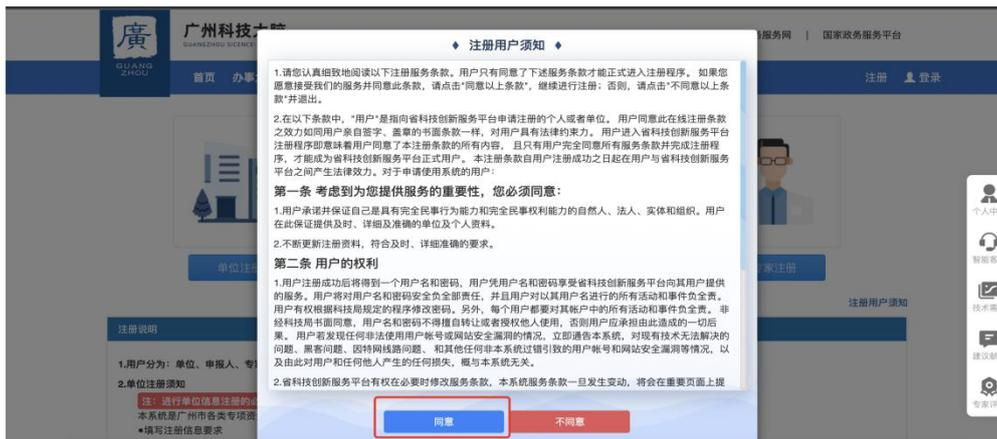 广州科技大脑
务服务网 | 国家政务服务平台
廣
GUANG
ZHOU
首页 办事
注册 登录
注册用户须知
1.请您认真细致地阅读以下注册服务条款。用户只有同意了下述服务条款才能正式进入注册程序。 如果您
愿意接受我们的服务并同意此条款，请点击"同意以上条款"，继续进行注册；否则，请点击"不同意以上条
款"并退出。
2.在以下条款中，"用户"是指向省科技创新服务平台申请注册的个人或者单位。 用户同意此在线注册条款
之效力如同用户亲自签字、盖章的书面条款一样，对用户具有法律约束力。 用户进入省科技创新服务平台
注册程序即意味着用户同意了本注册条款的所有内容， 且只有用户完全同意所有服务条款并完成注册程
序，才能成为省科技创新服务平台正式用户。 本注册条款自用户注册成功之日起在用户与省科技创新服务
平台之间产生法律效力。对于申请使用系统的用户：
第一条 考虑到为您提供服务的重要性，您必须同意：
1.用户承诺并保证自己是具有完全民事行为能力和完全民事权利能力的自然人、法人、实体和组织。用户
在此保证提供及时、详细及准确的单位及个人资料。
2.不断更新注册资料，符合及时、详细准确的要求。
第二条 用户的权利
1.用户注册成功后将得到一个用户名和密码，用户凭用户名和密码享受省科技创新服务平台向其用户提供
的服务。用户将对用户名和密码安全负全部责任，并且用户对以其用户名进行的所有活动和事件负全责。
用户有权根据科技局规定的程序修改密码。另外，每个用户都要对其帐户中的所有活动和事件负全责。 非
经科技局书面同意，用户名和密码不得擅自转让或者授权他人使用，否则用户应承担由此造成的一切后
果。 用户若发现任何非法使用用户帐号或网站安全漏洞的情况，立即通告本系统，对现有技术无法解决的
问题、黑客问题、因特网线路问题、 和其他任何非本系统过错引致的用户帐号和网站安全漏洞等情况，以
及由此对用户和任何他人产生的任何损失，概与本系统无关。
2.省科技创新服务平台有权在必要时修改服务条款，本系统服务条款一旦发生变动，将会在重要页面上提
同意
不同意
单位注
家注册
注册用户须知
注册说明
1.用户分为：单位、申报人、专
2.单位注册须知
注：进行单位信息注册的
本系统是广州市各类专项资
•填写注册信息要求
个人中
智能客
技术需
建议献
专家评